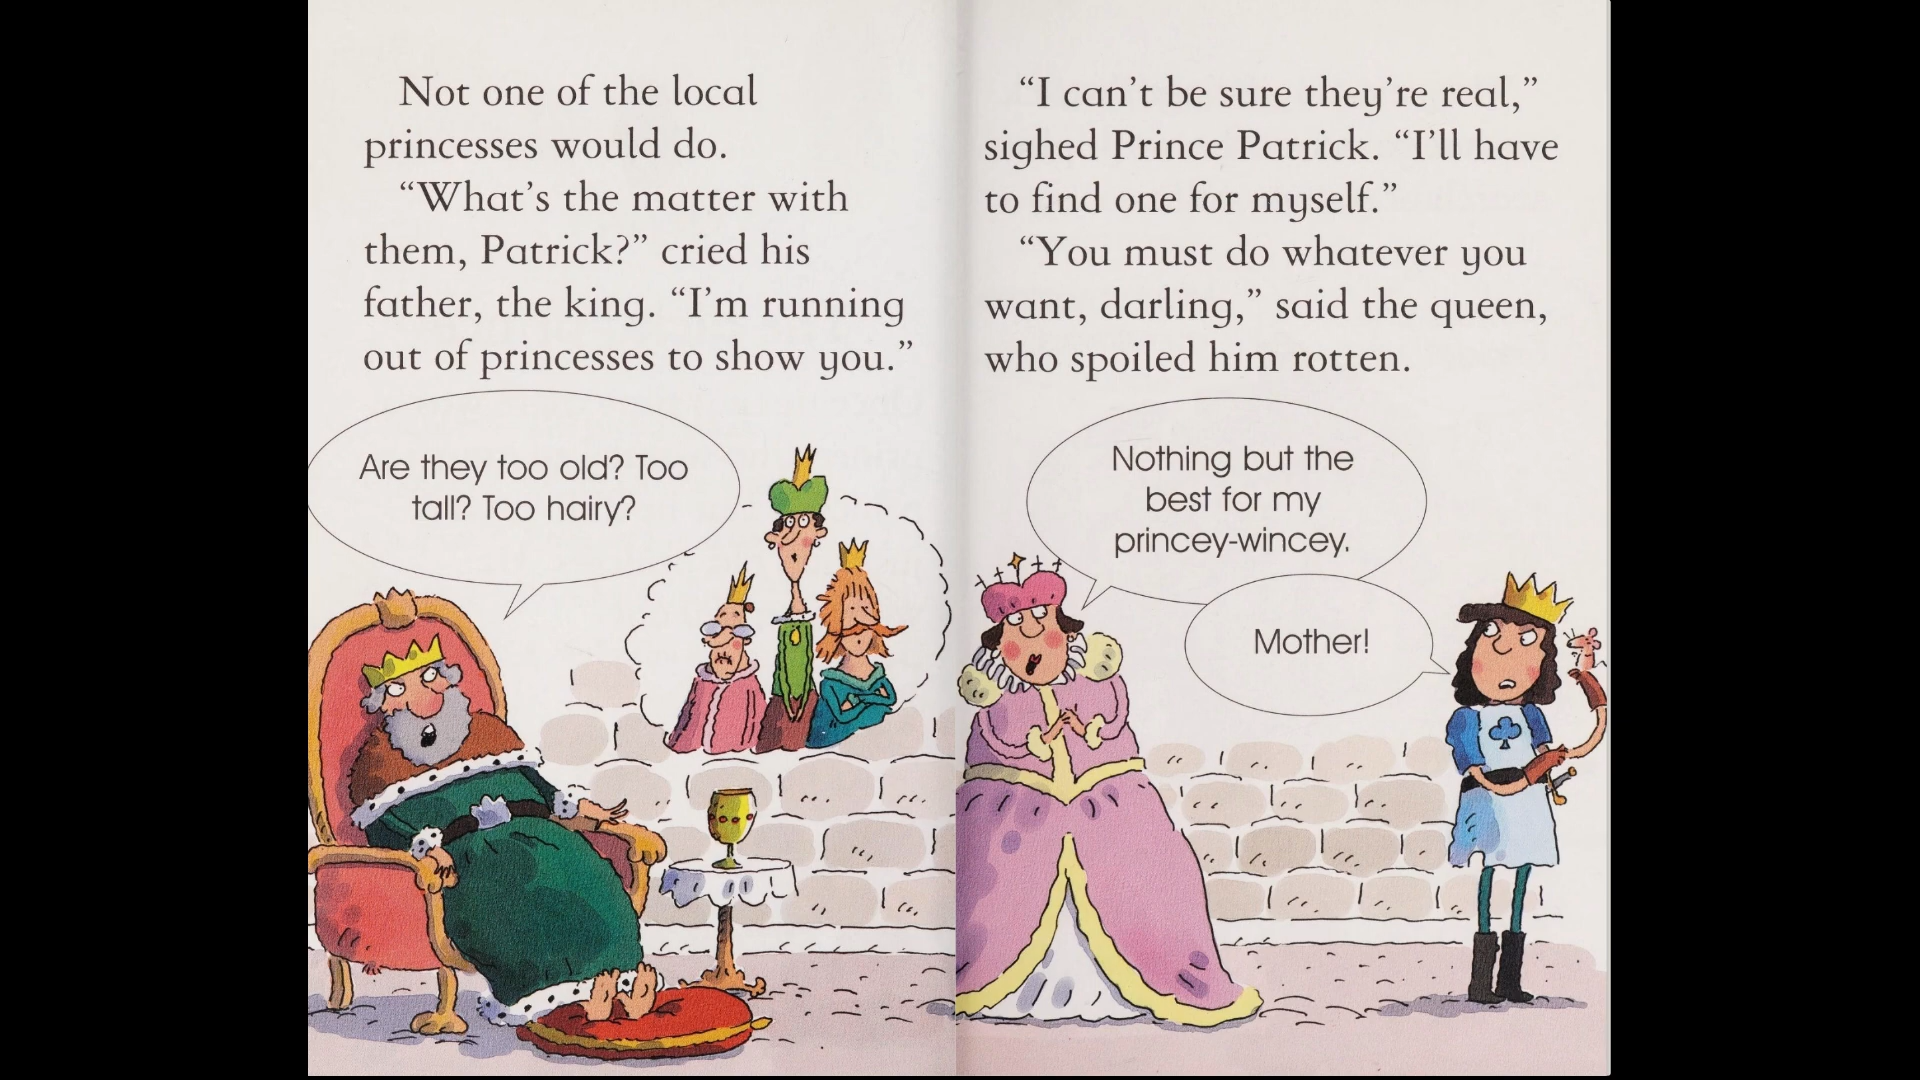 Not one of the local
princesses would do.
“What’s the matter with
them, Patrick?” cried his
father, the king. “I’m running
out of princesses to show you.”
Are they too old? Too
tall? Too hairy?
“I can’t be sure they’re real,”
sighed Prince Patrick. “I’ll have
to find one for myself.”
“You must do whatever you
want, darling,” said the queen,
who spoiled him rotten.
Nothing but the
best for my
princey-wincey.
Mother!